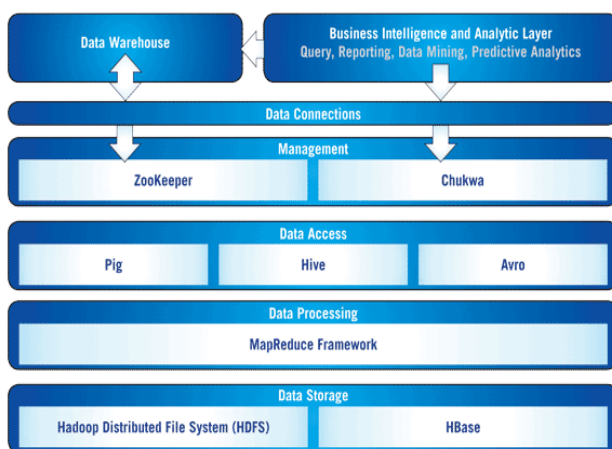 Data Warehouse
Business Intelligence and Analytic Layer
Query, Reporting, Data Mining, Predictive Analytics
Data Connections
Management
ZooKeeper
Chukwa
Data Access
Pig
Hive
Avro
Data Processing
MapReduce Framework
Data Storage
Hadoop Distributed File System (HDFS)
HBase